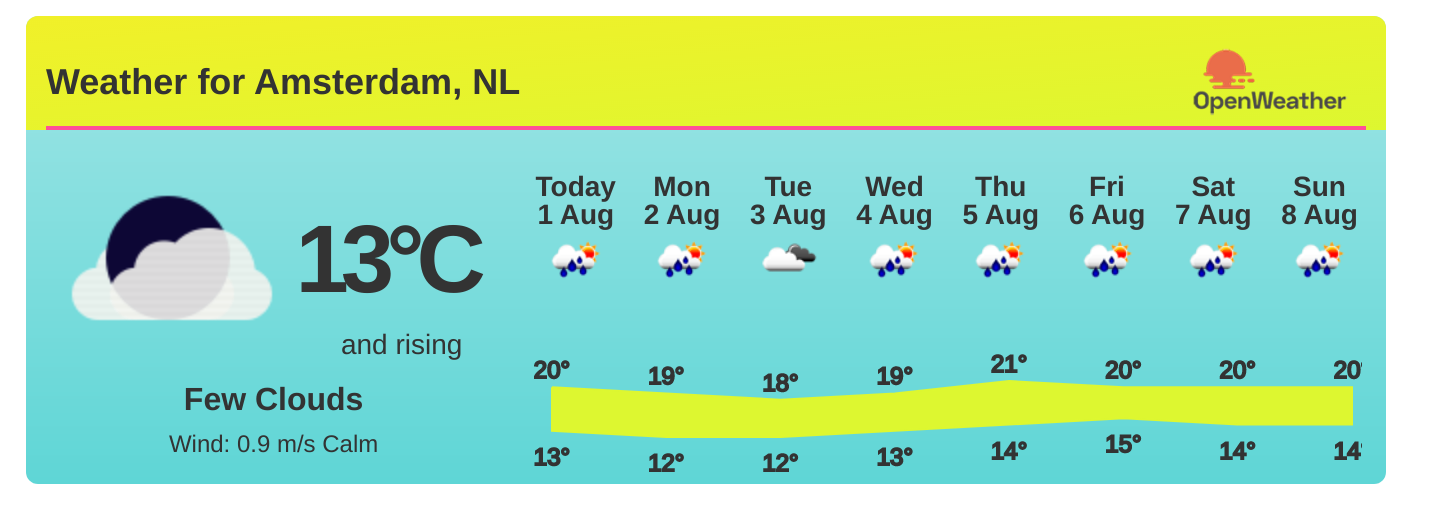 Weather for Amsterdam, NL
OpenWeather
13°C
and rising
Few Clouds
Wind: 0.9 m/s Calm
Today Mon Tue Wed Thu Fri Sat Sun
1 Aug 2 Aug 3 Aug 4 Aug 5 Aug 6 Aug 7 Aug 8 Aug
20° 19° 18° 19° 21° 20° 20° 20°
13° 12° 12° 13° 14° 15° 14° 14°